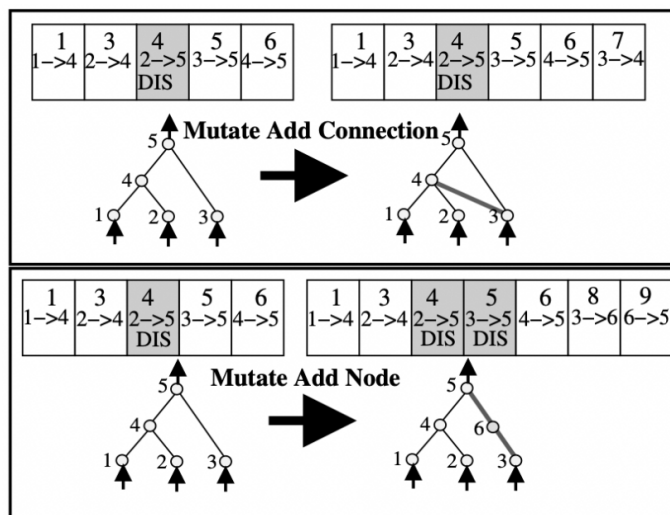 1 3 4 5 6
1->4 2->4 2->5 3->5 4->5
DIS
1 3 4 5 6 7
1->4 2->4 2->5 3->5 4->5 3->4
DIS
Mutate Add Connection
5
4
1 2 3
5
4
1 2 3
1 3 4 5 6
1->4 2->4 2->5 3->5 4->5
DIS
1 3 4 5 6 8 9
1->4 2->4 2->5 3->5 4->5 3->6 6->5
DIS DIS
Mutate Add Node
5
4
1 2 3
5
4 6
1 2 3